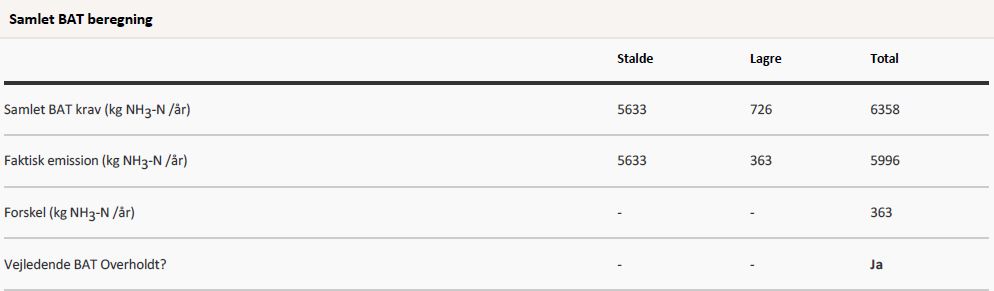 Samlet BAT beregning
Stalde Lagre Total
Samlet BAT krav (kg NH3-N /år) 5633 726 6358
Faktisk emission (kg NH3-N /år) 5633 363 5996
Forskel (kg NH3-N /år) - - 363
Vejledende BAT Overholdt? - - Ja